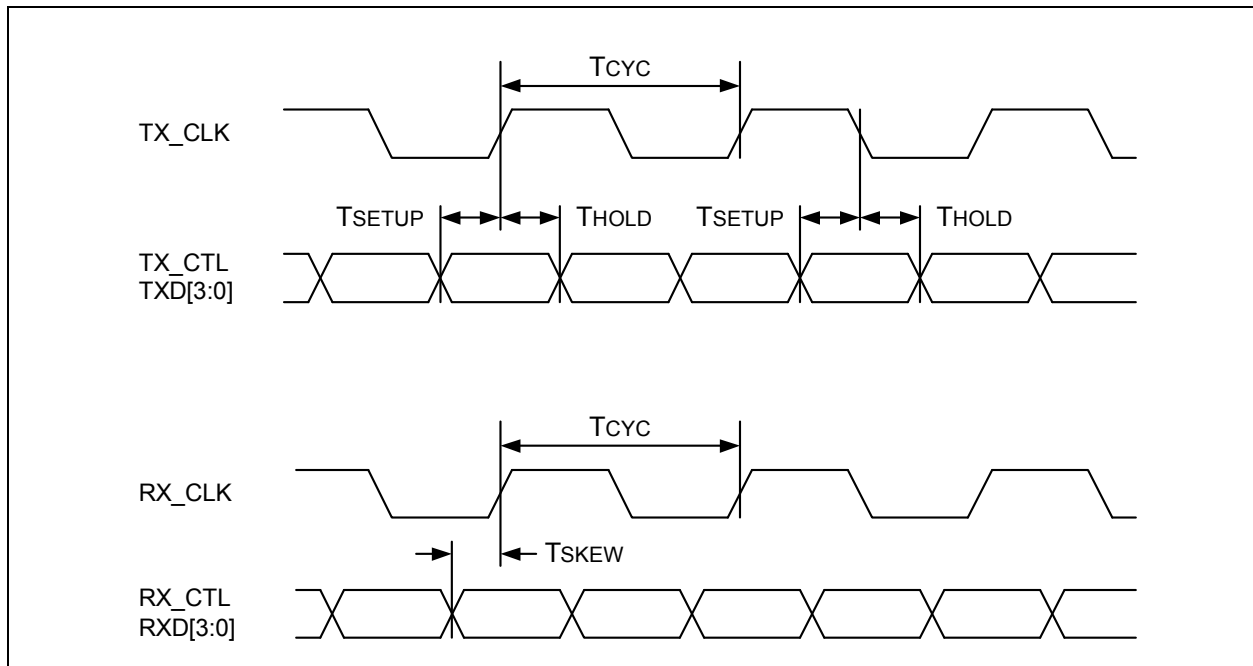 TCYC
TX_CLK
TSETUP THOLD TSETUP THOLD
TX_CTL
TXD[3:0]
TCYC
RX_CLK
TSKEW
RX_CTL
RXD[3:0]